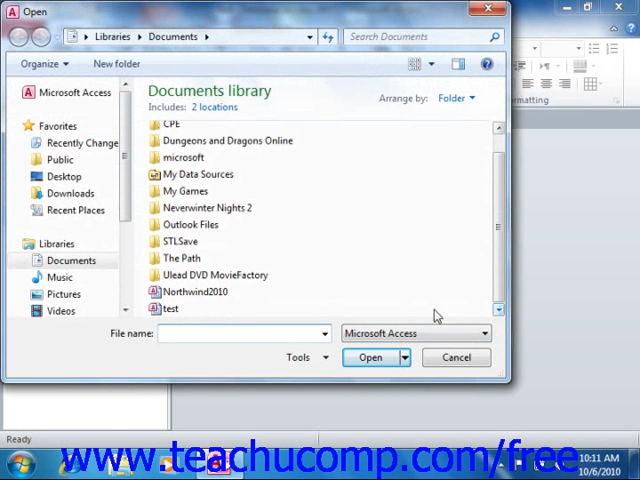 Open
Libraries Documents
Search Documents
Organize New folder
Documents library
Includes: 2 locations
Arrange by: Folder
Microsoft Access
Favorites
Recently Change
Public
Desktop
Downloads
Recent Places
Libraries
Documents
Music
Pictures
Videos
CPE
Dungeons and Dragons Online
microsoft
My Data Sources
My Games
Neverwinter Nights 2
Outlook Files
STLSave
The Path
Ulead DVD MovieFactory
Northwind2010
test
File name:
Microsoft Access
Tools Open Cancel
Ready
www.teachucomp.com/free
10:11 AM
10/6/2010